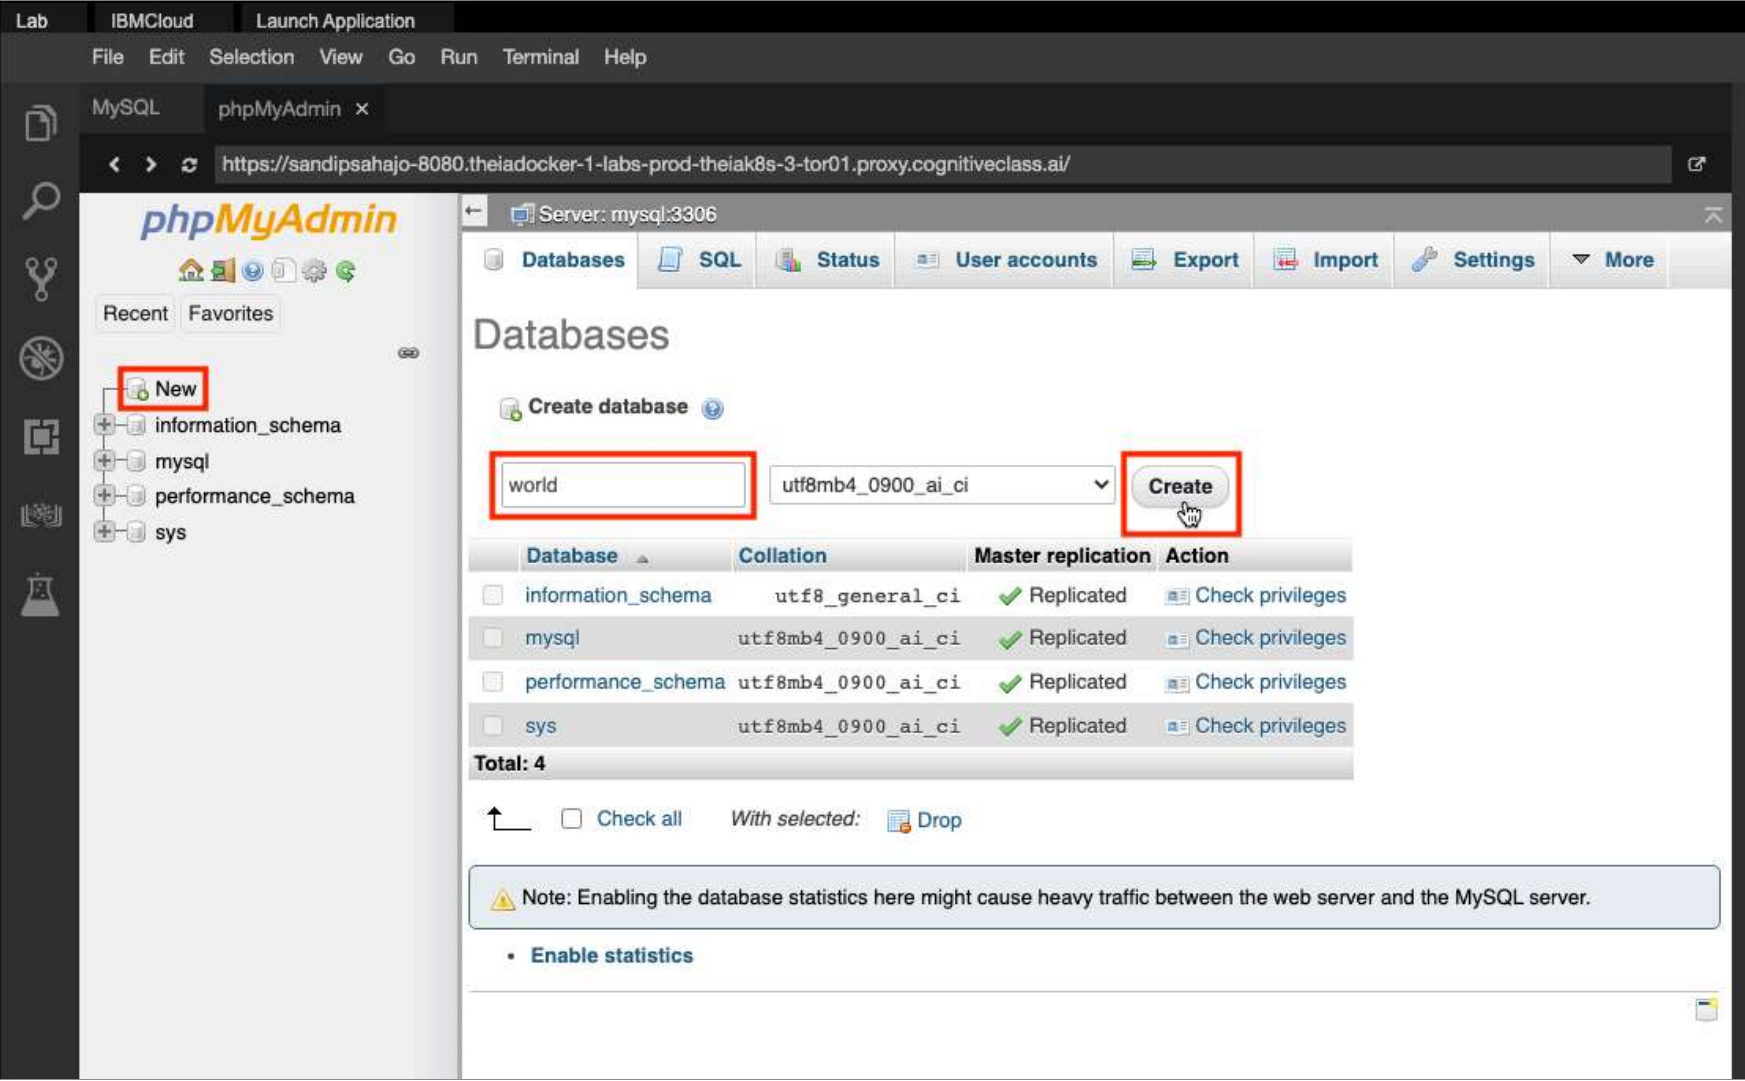 Lab IBMCloud Launch Application
File Edit Selection View Go Run Terminal Help
MySQL phpMyAdmin ×
https://sandipsahajo-8080.theiadocker-1-labs-prod-theiak8s-3-tor01.proxy.cognitiveclass.ai/
phpMyAdmin
Recent Favorites
New
information_schema
mysql
performance_schema
sys
Server: mysql:3306
Databases SQL Status User accounts Export Import Settings More
Databases
Create database
world utf8mb4_0900_ai_ci Create
Database Collation Master replication Action
information_schema utf8_general_ci Replicated Check privileges
mysql utf8mb4_0900_ai_ci Replicated Check privileges
performance_schema utf8mb4_0900_ai_ci Replicated Check privileges
sys utf8mb4_0900_ai_ci Replicated Check privileges
Total: 4
Check all With selected: Drop
Note: Enabling the database statistics here might cause heavy traffic between the web server and the MySQL server.
• Enable statistics